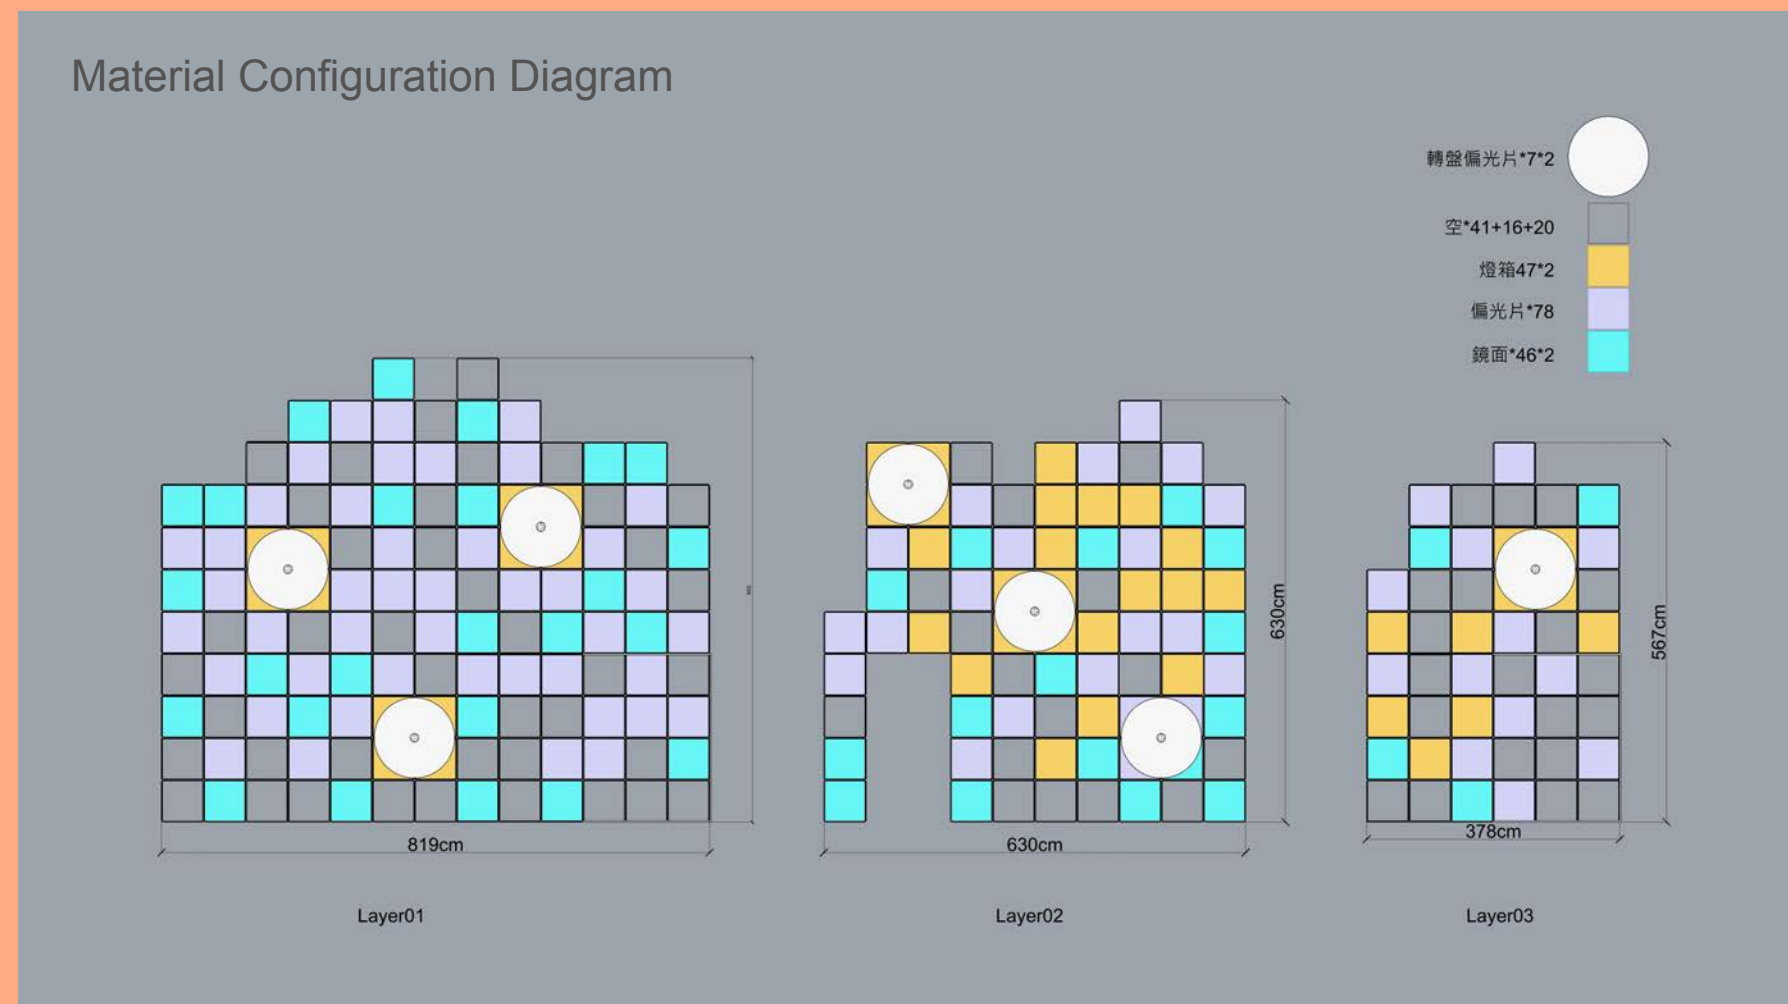 Material Configuration Diagram
轉盤偏光片*7*2
空*41+16+20
燈箱47*2
偏光片*78
鏡面*46*2
630cm
567cm
819cm
630cm
378cm
Layer01
Layer02
Layer03